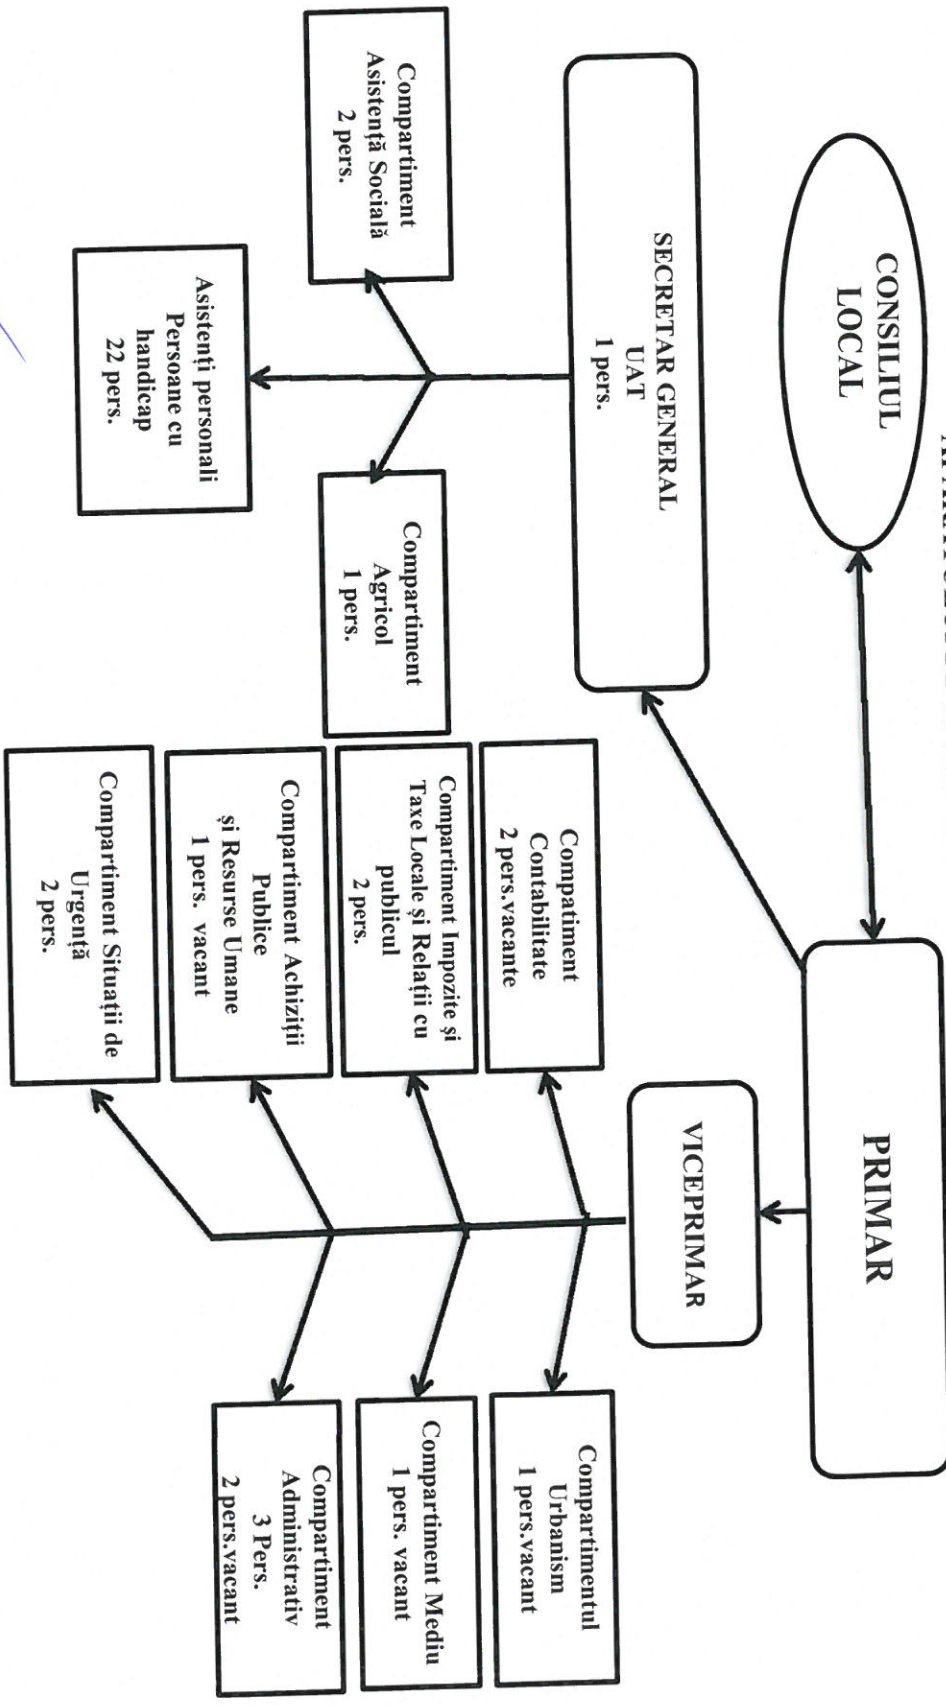 CONSILIUL
LOCAL
PRIMAR
SECRETAR GENERAL
UAT
1 pers.
VICEPRIMAR
Compartiment
Asistență Socială
2 pers.
Asistenți personali
Persoane cu
handicap
22 pers.
Compartiment
Agricol
1 pers.
Compatiment
Contabilitate
2 pers.vacante
Compartiment Impozite și
Taxe Locale și Relații cu
publicul
2 pers.
Compartiment Achiziții
Publice
și Resurse Umane
1 pers. vacant
Compartiment Situații de
Urgență
2 pers.
Compartimentul
Urbanism
1 pers.vacant
Compartiment Mediu
1 pers. vacant
Compartiment
Administrativ
3 Pers.
2 pers.vacant